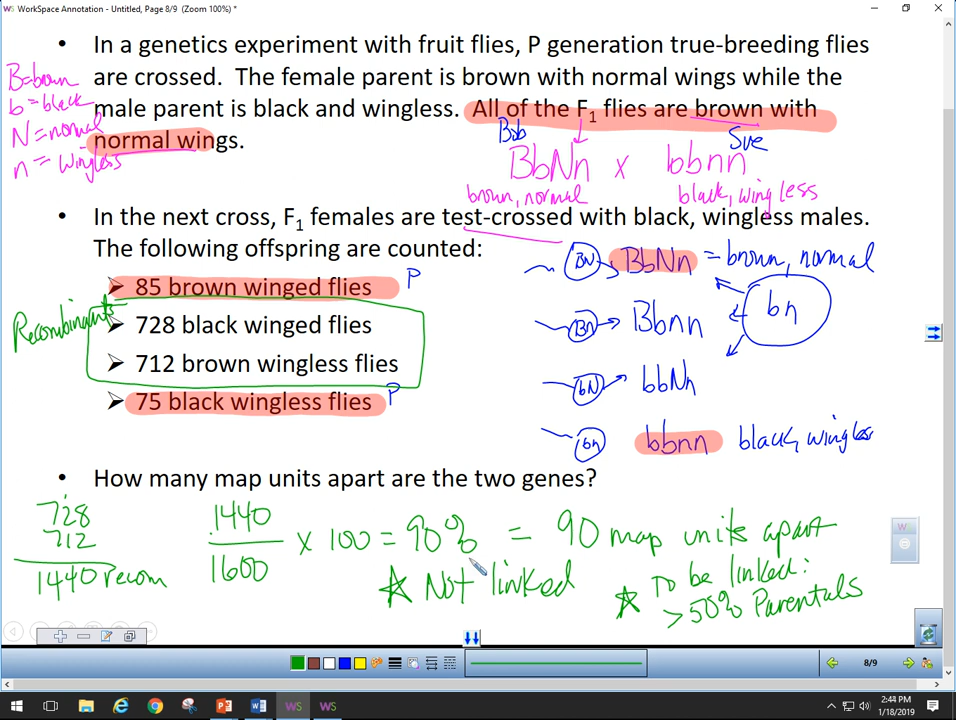 WorkSpace Annotation - Untitled, Page 8/9 (Zoom 100%) *
• In a genetics experiment with fruit flies, P generation true-breeding flies
are crossed. The female parent is brown with normal wings while the
male parent is black and wingless. All of the F1 flies are brown with
normal wings.
B=brown
b=black
N=normal
n=wingless
Bob
Sue
BbNn x bbnn
brown, normal
black, wingless
• In the next cross, F1 females are test-crossed with black, wingless males.
The following offspring are counted:
➢ 85 brown winged flies P
➢ 728 black winged flies
➢ 712 brown wingless flies
➢ 75 black wingless flies P
Recombinants
BN BbNn = brown, normal
bn
Bn Bbnn
bN bbNn
bn bbnn black, wingless
• How many map units apart are the two genes?
1
728
712
1440 recom
1440
1600
x 100 = 90% = 90 map units apart
Not linked
To be linked:
>50% Parentals
8/9
WS
2:48 PM
1/18/2019